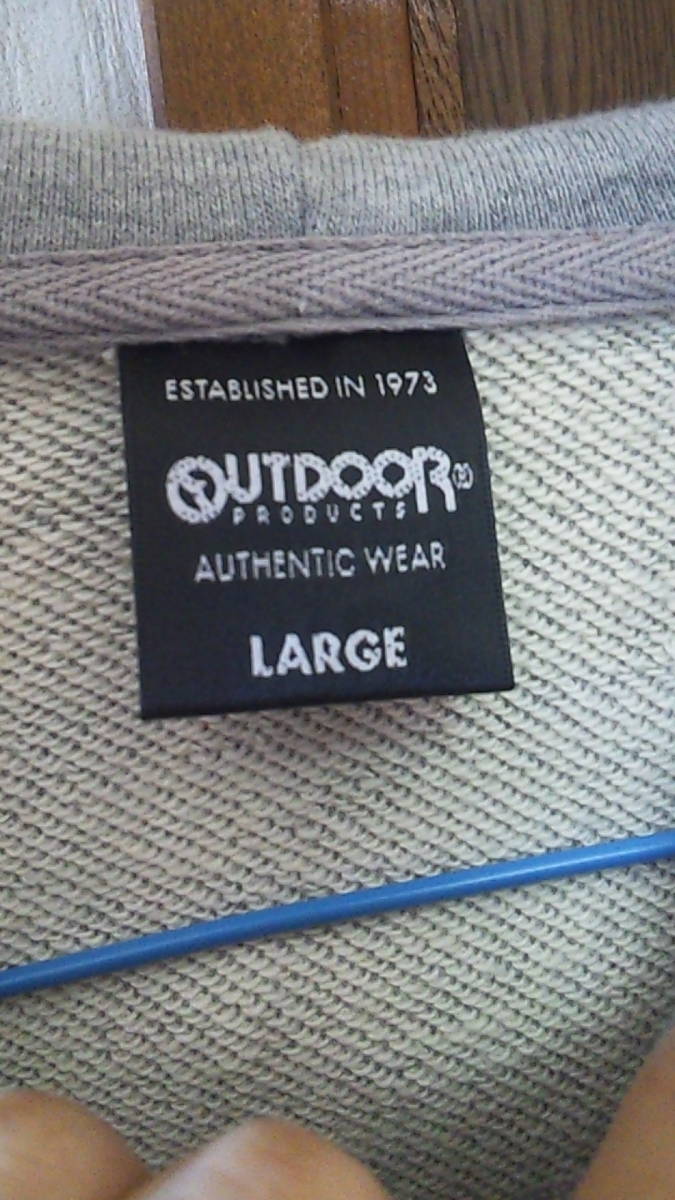 ESTABLISHED IN 1973
OUTDOOR®
PRODUCTS
AUTHENTIC WEAR
LARGE